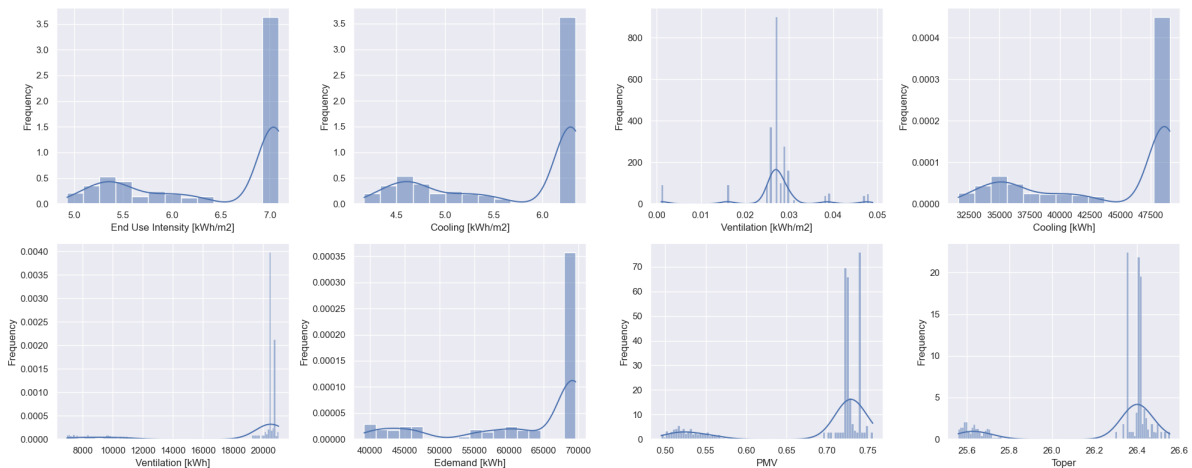 Frequency
3.5
3.0
2.5
2.0
1.5
1.0
0.5
0.0
5.0 5.5 6.0 6.5 7.0
End Use Intensity [kWh/m2]
Frequency
3.5
3.0
2.5
2.0
1.5
1.0
0.5
0.0
4.5 5.0 5.5 6.0
Cooling [kWh/m2]
Frequency
800
600
400
200
0
0.00 0.01 0.02 0.03 0.04 0.05
Ventilation [kWh/m2]
Frequency
0.0004
0.0003
0.0002
0.0001
0.0000
32500 35000 37500 40000 42500 45000 47500
Cooling [kWh]
Frequency
0.0040
0.0035
0.0030
0.0025
0.0020
0.0015
0.0010
0.0005
0.0000
8000 10000 12000 14000 16000 18000 20000
Ventilation [kWh]
Frequency
0.00035
0.00030
0.00025
0.00020
0.00015
0.00010
0.00005
0.00000
40000 45000 50000 55000 60000 65000 70000
Edemand [kWh]
Frequency
80
70
60
50
40
30
20
10
0
0.50 0.55 0.60 0.65 0.70 0.75
PMV
Frequency
20
15
10
5
0
25.6 25.8 26.0 26.2 26.4 26.6
Toper